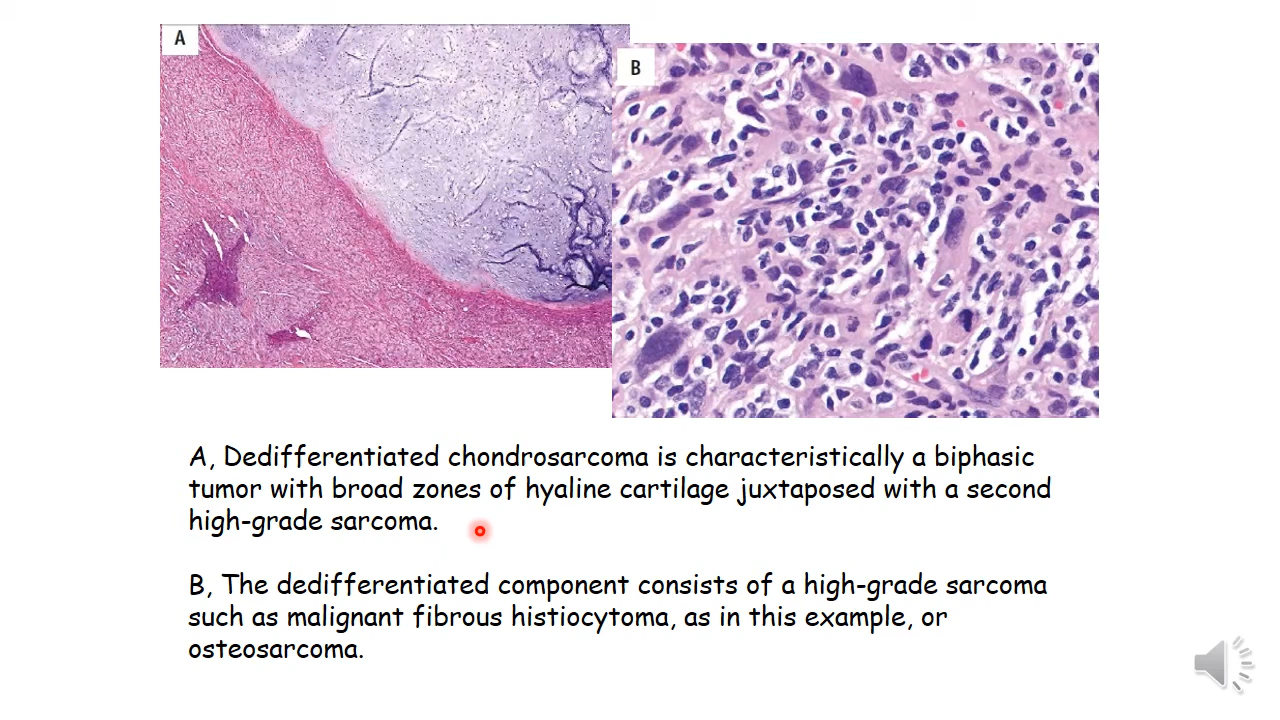 A
B
A, Dedifferentiated chondrosarcoma is characteristically a biphasic
tumor with broad zones of hyaline cartilage juxtaposed with a second
high-grade sarcoma.
B, The dedifferentiated component consists of a high-grade sarcoma
such as malignant fibrous histiocytoma, as in this example, or
osteosarcoma.